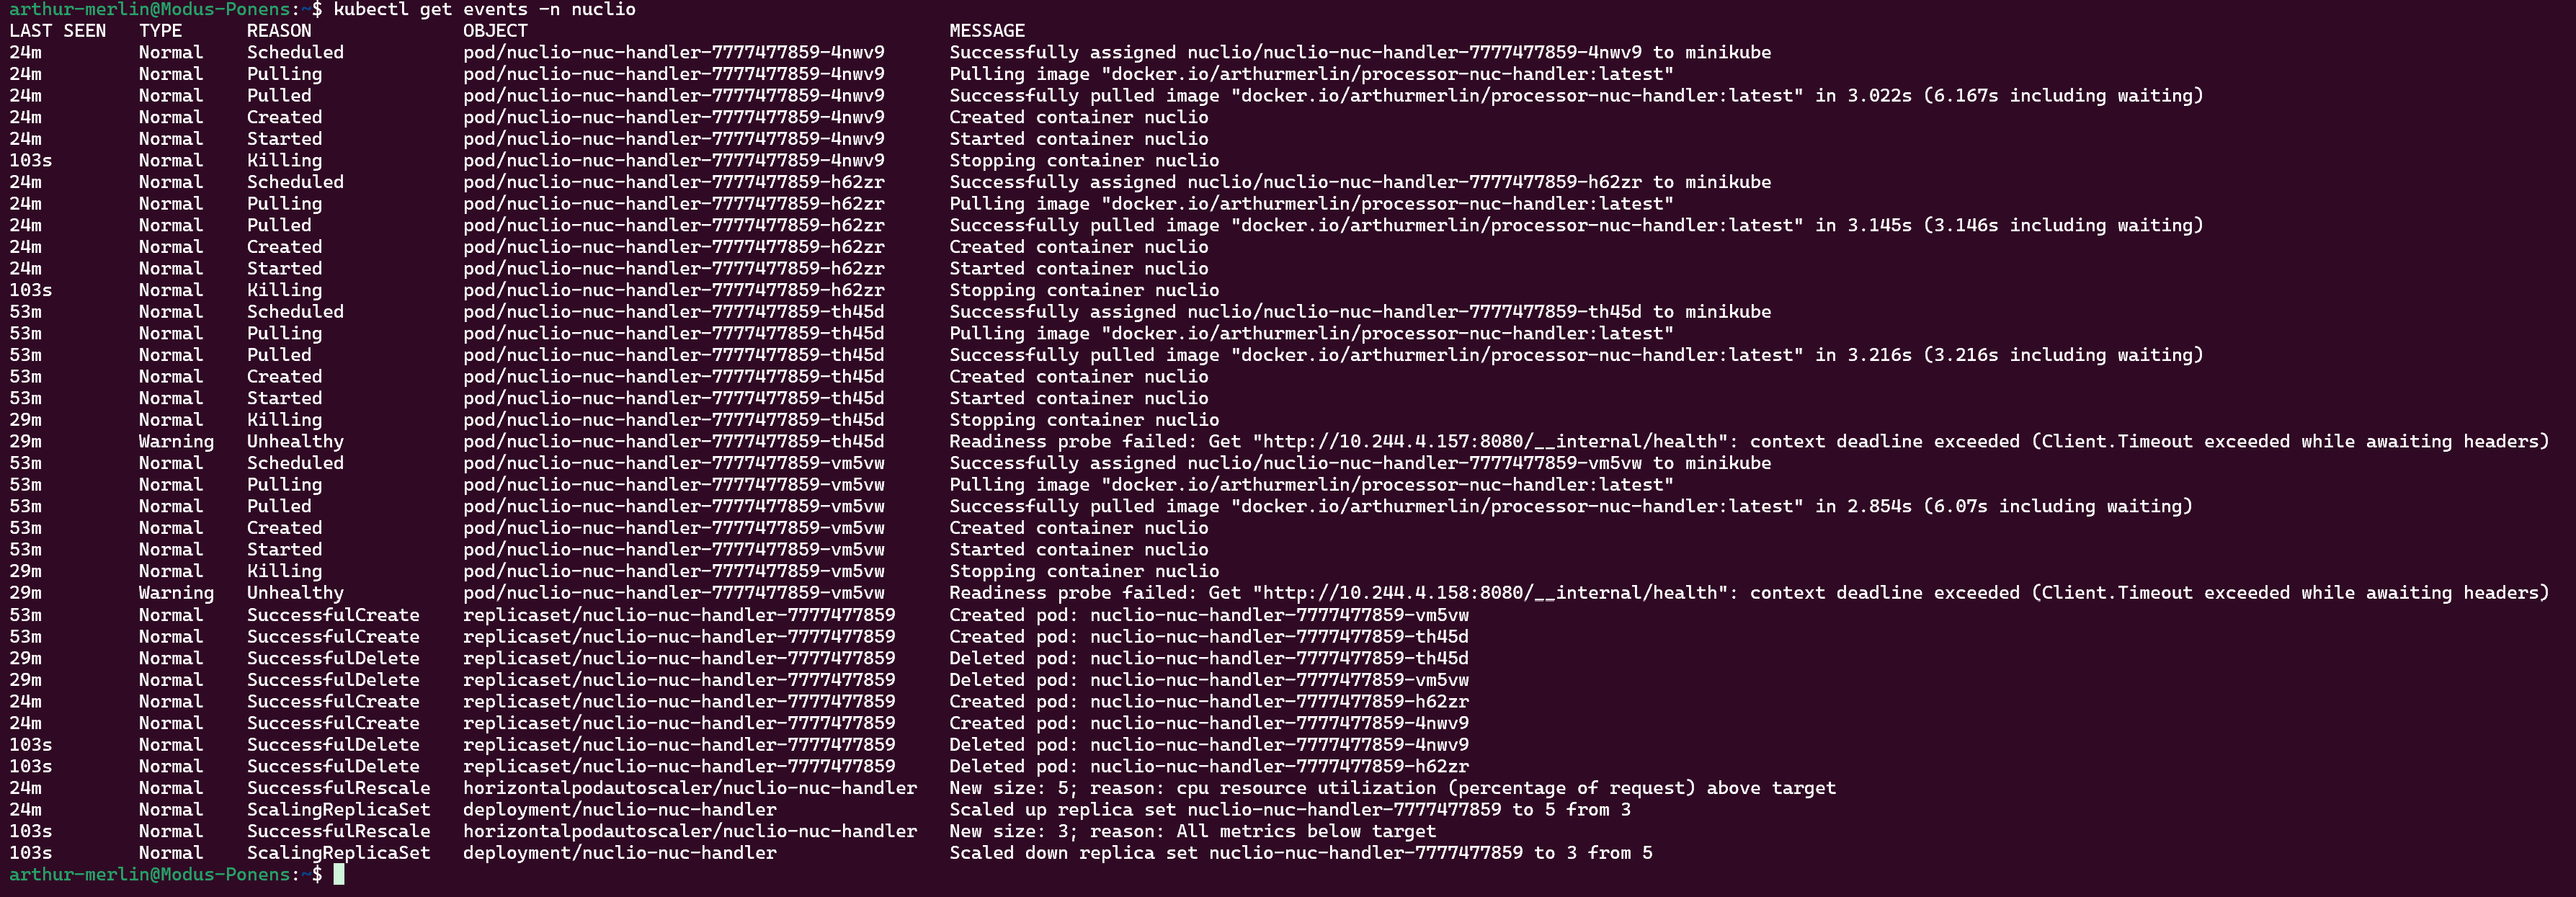 arthur-merlin@Modus-Ponens:~$ kubectl get events -n nuclio
LAST SEEN   TYPE      REASON              OBJECT                                       MESSAGE
24m         Normal    Scheduled           pod/nuclio-nuc-handler-7777477859-4nwv9      Successfully assigned nuclio/nuclio-nuc-handler-7777477859-4nwv9 to minikube
24m         Normal    Pulling             pod/nuclio-nuc-handler-7777477859-4nwv9      Pulling image "docker.io/arthurmerlin/processor-nuc-handler:latest"
24m         Normal    Pulled              pod/nuclio-nuc-handler-7777477859-4nwv9      Successfully pulled image "docker.io/arthurmerlin/processor-nuc-handler:latest" in 3.022s (6.167s including waiting)
24m         Normal    Created             pod/nuclio-nuc-handler-7777477859-4nwv9      Created container nuclio
24m         Normal    Started             pod/nuclio-nuc-handler-7777477859-4nwv9      Started container nuclio
103s        Normal    Killing             pod/nuclio-nuc-handler-7777477859-4nwv9      Stopping container nuclio
24m         Normal    Scheduled           pod/nuclio-nuc-handler-7777477859-h62zr      Successfully assigned nuclio/nuclio-nuc-handler-7777477859-h62zr to minikube
24m         Normal    Pulling             pod/nuclio-nuc-handler-7777477859-h62zr      Pulling image "docker.io/arthurmerlin/processor-nuc-handler:latest"
24m         Normal    Pulled              pod/nuclio-nuc-handler-7777477859-h62zr      Successfully pulled image "docker.io/arthurmerlin/processor-nuc-handler:latest" in 3.145s (3.146s including waiting)
24m         Normal    Created             pod/nuclio-nuc-handler-7777477859-h62zr      Created container nuclio
24m         Normal    Started             pod/nuclio-nuc-handler-7777477859-h62zr      Started container nuclio
103s        Normal    Killing             pod/nuclio-nuc-handler-7777477859-h62zr      Stopping container nuclio
53m         Normal    Scheduled           pod/nuclio-nuc-handler-7777477859-th45d      Successfully assigned nuclio/nuclio-nuc-handler-7777477859-th45d to minikube
53m         Normal    Pulling             pod/nuclio-nuc-handler-7777477859-th45d      Pulling image "docker.io/arthurmerlin/processor-nuc-handler:latest"
53m         Normal    Pulled              pod/nuclio-nuc-handler-7777477859-th45d      Successfully pulled image "docker.io/arthurmerlin/processor-nuc-handler:latest" in 3.216s (3.216s including waiting)
53m         Normal    Created             pod/nuclio-nuc-handler-7777477859-th45d      Created container nuclio
53m         Normal    Started             pod/nuclio-nuc-handler-7777477859-th45d      Started container nuclio
29m         Normal    Killing             pod/nuclio-nuc-handler-7777477859-th45d      Stopping container nuclio
29m         Warning   Unhealthy           pod/nuclio-nuc-handler-7777477859-th45d      Readiness probe failed: Get "http://10.244.4.157:8080/__internal/health": context deadline exceeded (Client.Timeout exceeded while awaiting headers)
53m         Normal    Scheduled           pod/nuclio-nuc-handler-7777477859-vm5vw      Successfully assigned nuclio/nuclio-nuc-handler-7777477859-vm5vw to minikube
53m         Normal    Pulling             pod/nuclio-nuc-handler-7777477859-vm5vw      Pulling image "docker.io/arthurmerlin/processor-nuc-handler:latest"
53m         Normal    Pulled              pod/nuclio-nuc-handler-7777477859-vm5vw      Successfully pulled image "docker.io/arthurmerlin/processor-nuc-handler:latest" in 2.854s (6.07s including waiting)
53m         Normal    Created             pod/nuclio-nuc-handler-7777477859-vm5vw      Created container nuclio
53m         Normal    Started             pod/nuclio-nuc-handler-7777477859-vm5vw      Started container nuclio
29m         Normal    Killing             pod/nuclio-nuc-handler-7777477859-vm5vw      Stopping container nuclio
29m         Warning   Unhealthy           pod/nuclio-nuc-handler-7777477859-vm5vw      Readiness probe failed: Get "http://10.244.4.158:8080/__internal/health": context deadline exceeded (Client.Timeout exceeded while awaiting headers)
53m         Normal    SuccessfulCreate    replicaset/nuclio-nuc-handler-7777477859     Created pod: nuclio-nuc-handler-7777477859-vm5vw
53m         Normal    SuccessfulCreate    replicaset/nuclio-nuc-handler-7777477859     Created pod: nuclio-nuc-handler-7777477859-th45d
29m         Normal    SuccessfulDelete    replicaset/nuclio-nuc-handler-7777477859     Deleted pod: nuclio-nuc-handler-7777477859-th45d
29m         Normal    SuccessfulDelete    replicaset/nuclio-nuc-handler-7777477859     Deleted pod: nuclio-nuc-handler-7777477859-vm5vw
24m         Normal    SuccessfulCreate    replicaset/nuclio-nuc-handler-7777477859     Created pod: nuclio-nuc-handler-7777477859-h62zr
24m         Normal    SuccessfulCreate    replicaset/nuclio-nuc-handler-7777477859     Created pod: nuclio-nuc-handler-7777477859-4nwv9
103s        Normal    SuccessfulDelete    replicaset/nuclio-nuc-handler-7777477859     Deleted pod: nuclio-nuc-handler-7777477859-4nwv9
103s        Normal    SuccessfulDelete    replicaset/nuclio-nuc-handler-7777477859     Deleted pod: nuclio-nuc-handler-7777477859-h62zr
24m         Normal    SuccessfulRescale   horizontalpodautoscaler/nuclio-nuc-handler   New size: 5; reason: cpu resource utilization (percentage of request) above target
24m         Normal    ScalingReplicaSet   deployment/nuclio-nuc-handler                Scaled up replica set nuclio-nuc-handler-7777477859 to 5 from 3
103s        Normal    SuccessfulRescale   horizontalpodautoscaler/nuclio-nuc-handler   New size: 3; reason: All metrics below target
103s        Normal    ScalingReplicaSet   deployment/nuclio-nuc-handler                Scaled down replica set nuclio-nuc-handler-7777477859 to 3 from 5
arthur-merlin@Modus-Ponens:~$